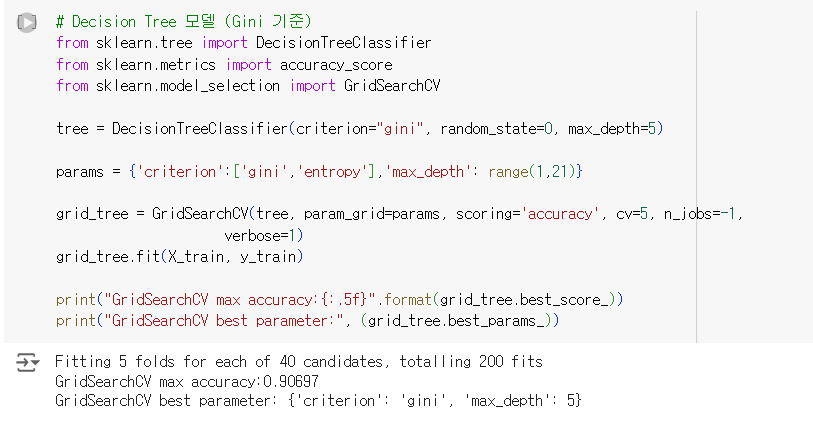 # Decision Tree 모델 (Gini 기준)
from sklearn.tree import DecisionTreeClassifier
from sklearn.metrics import accuracy_score
from sklearn.model_selection import GridSearchCV
tree = DecisionTreeClassifier(criterion="gini", random_state=0, max_depth=5)
params = {'criterion':['gini','entropy'],'max_depth': range(1,21)}
grid_tree = GridSearchCV(tree, param_grid=params, scoring='accuracy', cv=5, n_jobs=-1,
verbose=1)
grid_tree.fit(X_train, y_train)
print("GridSearchCV max accuracy:{:.5f}".format(grid_tree.best_score_))
print("GridSearchCV best parameter:", (grid_tree.best_params_))
Fitting 5 folds for each of 40 candidates, totalling 200 fits
GridSearchCV max accuracy:0.90697
GridSearchCV best parameter: {'criterion': 'gini', 'max_depth': 5}